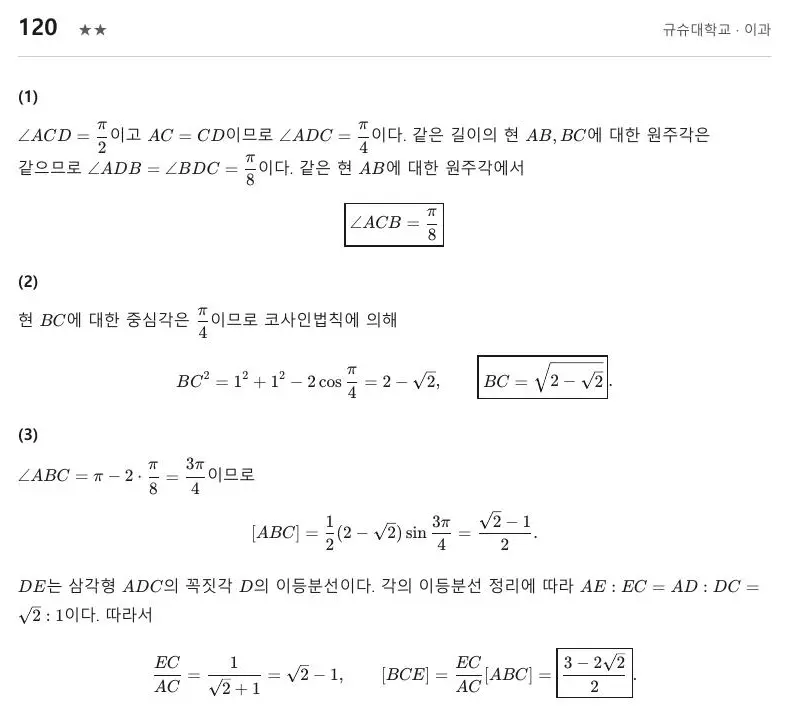 120 ★★ 규슈대학교 · 이과
(1)
∠ACD = π/2이고 AC = CD이므로 ∠ADC = π/4이다. 같은 길이의 현 AB, BC에 대한 원주각은
같으므로 ∠ADB = ∠BDC = π/8이다. 같은 현 AB에 대한 원주각에서
∠ACB = π/8
(2)
현 BC에 대한 중심각은 π/4이므로 코사인법칙에 의해
BC² = 1² + 1² − 2 cos π/4 = 2 − √2, BC = √(2 − √2).
(3)
∠ABC = π − 2 · π/8 = 3π/4이므로
[ABC] = 1/2(2 − √2) sin 3π/4 = (√2 − 1)/2.
DE는 삼각형 ADC의 꼭짓각 D의 이등분선이다. 각의 이등분선 정리에 따라 AE : EC = AD : DC =
√2 : 1이다. 따라서
EC/AC = 1/(√2 + 1) = √2 − 1, [BCE] = EC/AC [ABC] = (3 − 2√2)/2.